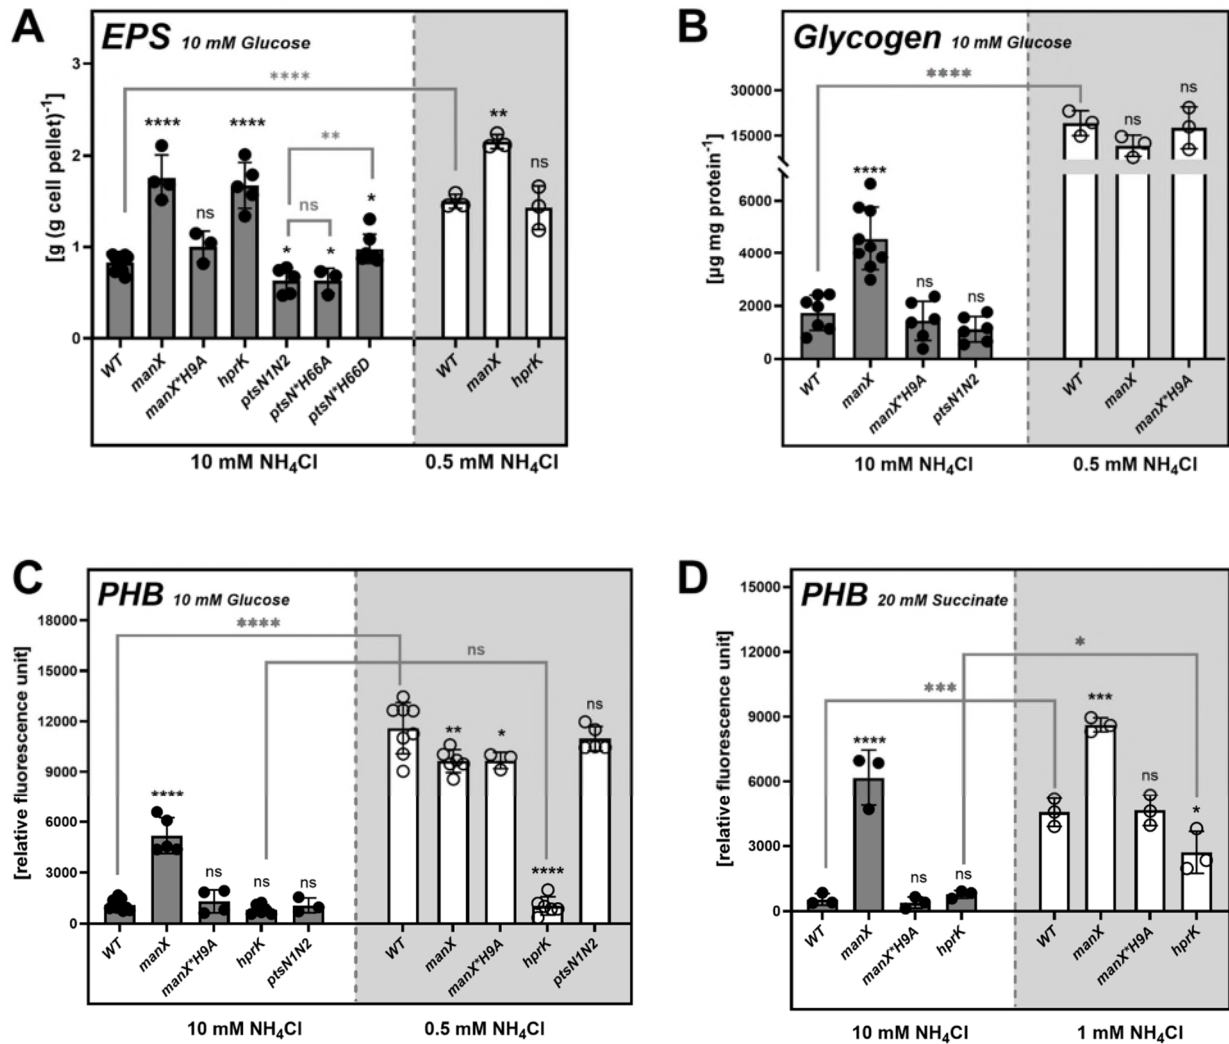 A
EPS 10 mM Glucose
[g (g cell pellet)-1]
3
2
1
0
****
****
****
ns
ns
**
*
*
*
**
ns
WT
manX
manX*H9A
hprK
ptsN1N2
ptsN*H66A
ptsN*H66D
WT
manX
hprK
10 mM NH4Cl
0.5 mM NH4Cl
B
Glycogen 10 mM Glucose
[µg mg protein-1]
30000
15000
6000
4000
2000
0
****
****
ns
ns
ns
ns
WT
manX
manX*H9A
ptsN1N2
WT
manX
manX*H9A
10 mM NH4Cl
0.5 mM NH4Cl
C
PHB 10 mM Glucose
[relative fluorescence unit]
18000
15000
12000
9000
6000
3000
0
****
ns
****
ns
ns
ns
**
*
****
ns
WT
manX
manX*H9A
hprK
ptsN1N2
WT
manX
manX*H9A
hprK
ptsN1N2
10 mM NH4Cl
0.5 mM NH4Cl
D
PHB 20 mM Succinate
[relative fluorescence unit]
15000
12000
9000
6000
3000
0
***
*
****
ns
ns
***
ns
*
WT
manX
manX*H9A
hprK
WT
manX
manX*H9A
hprK
10 mM NH4Cl
1 mM NH4Cl